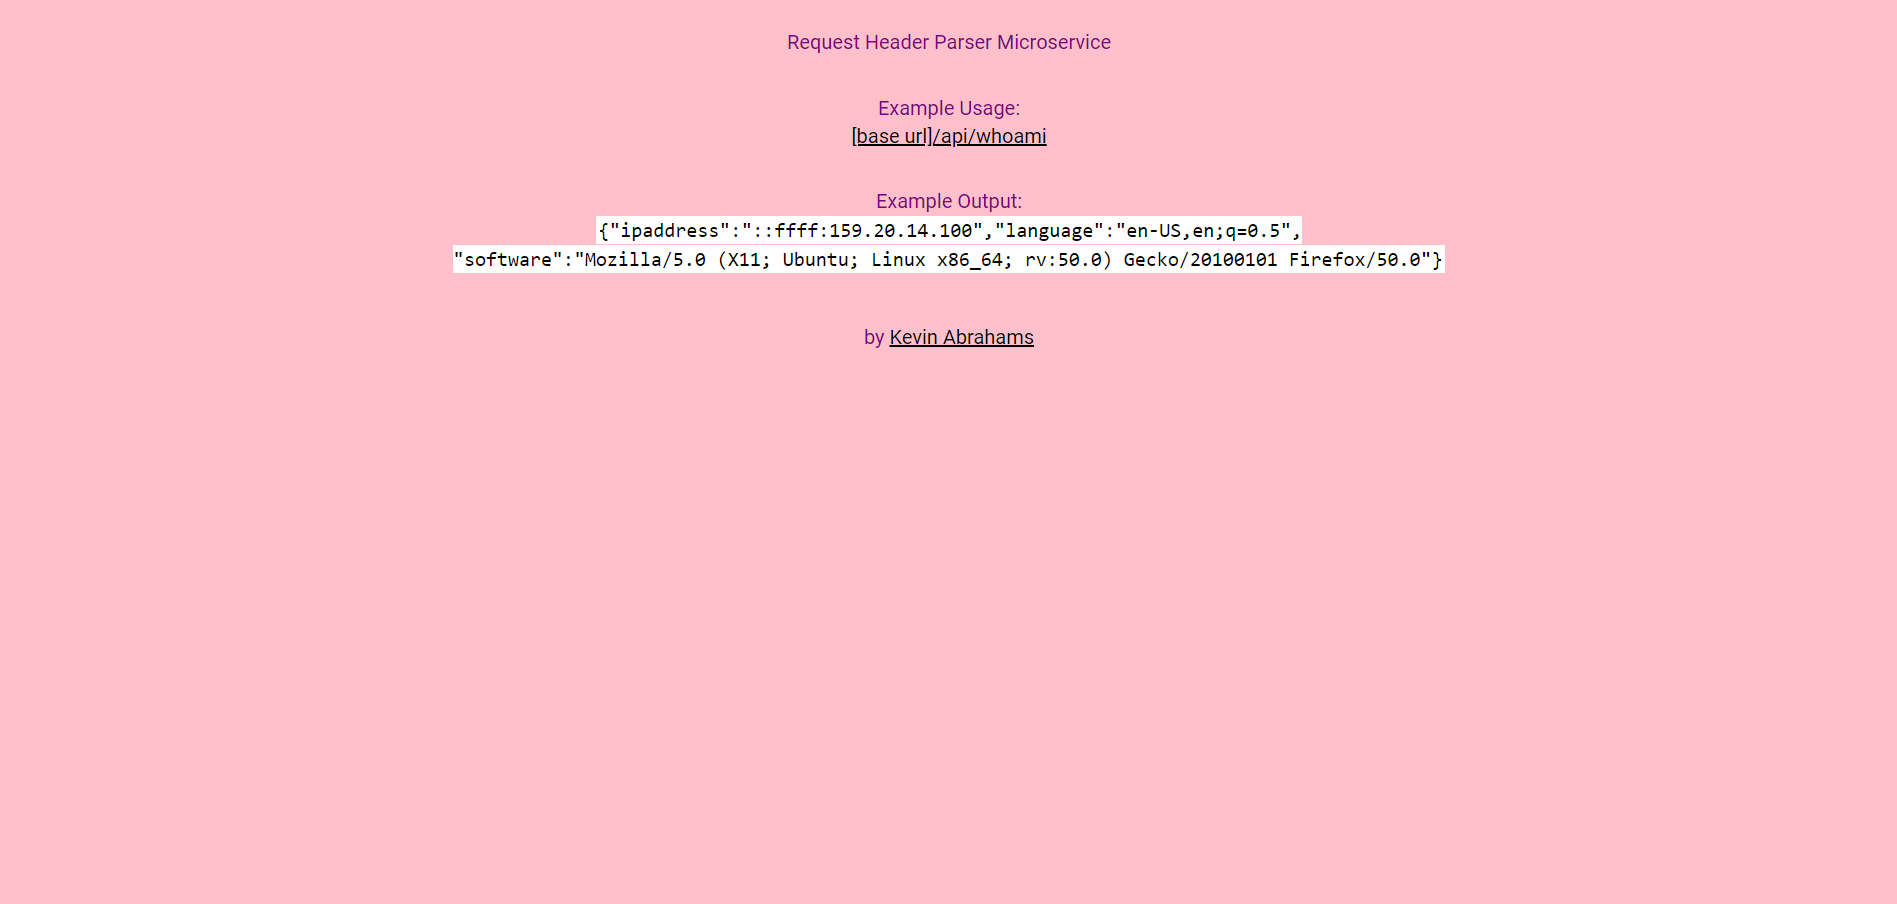 Request Header Parser Microservice
Example Usage:
[base url]/api/whoami
Example Output:
{"ipaddress":"::ffff:159.20.14.100","language":"en-US,en;q=0.5",
"software":"Mozilla/5.0 (X11; Ubuntu; Linux x86_64; rv:50.0) Gecko/20100101 Firefox/50.0"}
by Kevin Abrahams